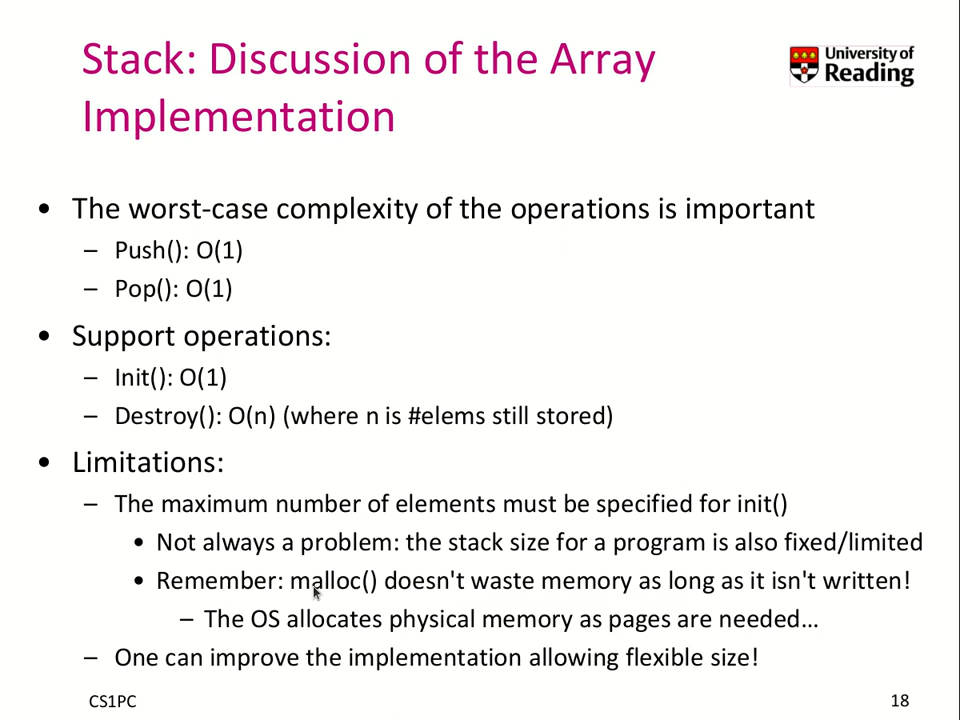 Stack: Discussion of the Array
Implementation
University of
Reading
• The worst-case complexity of the operations is important
– Push(): O(1)
– Pop(): O(1)
• Support operations:
– Init(): O(1)
– Destroy(): O(n) (where n is #elems still stored)
• Limitations:
– The maximum number of elements must be specified for init()
• Not always a problem: the stack size for a program is also fixed/limited
• Remember: malloc() doesn't waste memory as long as it isn't written!
– The OS allocates physical memory as pages are needed...
– One can improve the implementation allowing flexible size!
CS1PC
18